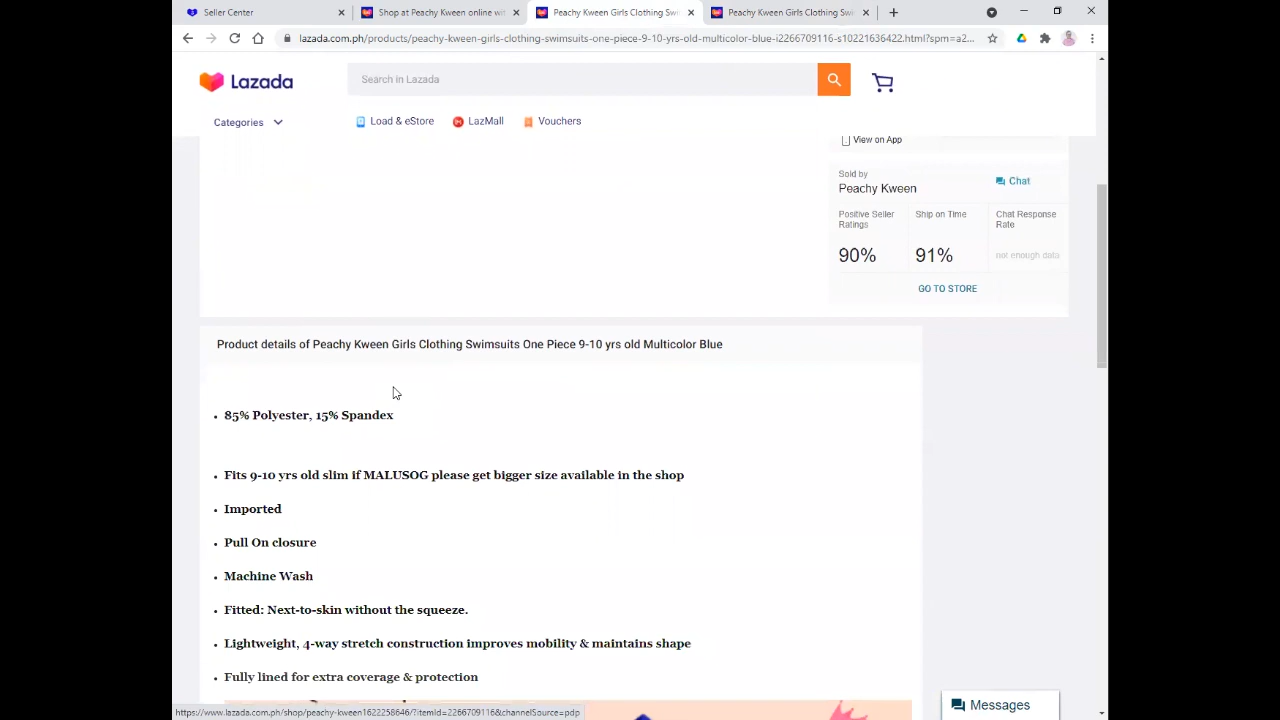 Seller Center
Shop at Peachy Kween online wit
Peachy Kween Girls Clothing Swi
Peachy Kween Girls Clothing Swi
lazada.com.ph/products/peachy-kween-girls-clothing-swimsuits-one-piece-9-10-yrs-old-multicolor-blue-i2266709116-s10221636422.html?spm=a2...
Lazada
Search in Lazada
Categories
Load & eStore
LazMall
Vouchers
View on App
Sold by
Peachy Kween
Chat
Positive Seller Ratings
Ship on Time
Chat Response Rate
90%
91%
not enough data
GO TO STORE
Product details of Peachy Kween Girls Clothing Swimsuits One Piece 9-10 yrs old Multicolor Blue
85% Polyester, 15% Spandex
Fits 9-10 yrs old slim if MALUSOG please get bigger size available in the shop
Imported
Pull On closure
Machine Wash
Fitted: Next-to-skin without the squeeze.
Lightweight, 4-way stretch construction improves mobility & maintains shape
Fully lined for extra coverage & protection
Messages
https://www.lazada.com.ph/shop/peachy-kween1622258646/?itemId=2266709116&channelSource=pdp